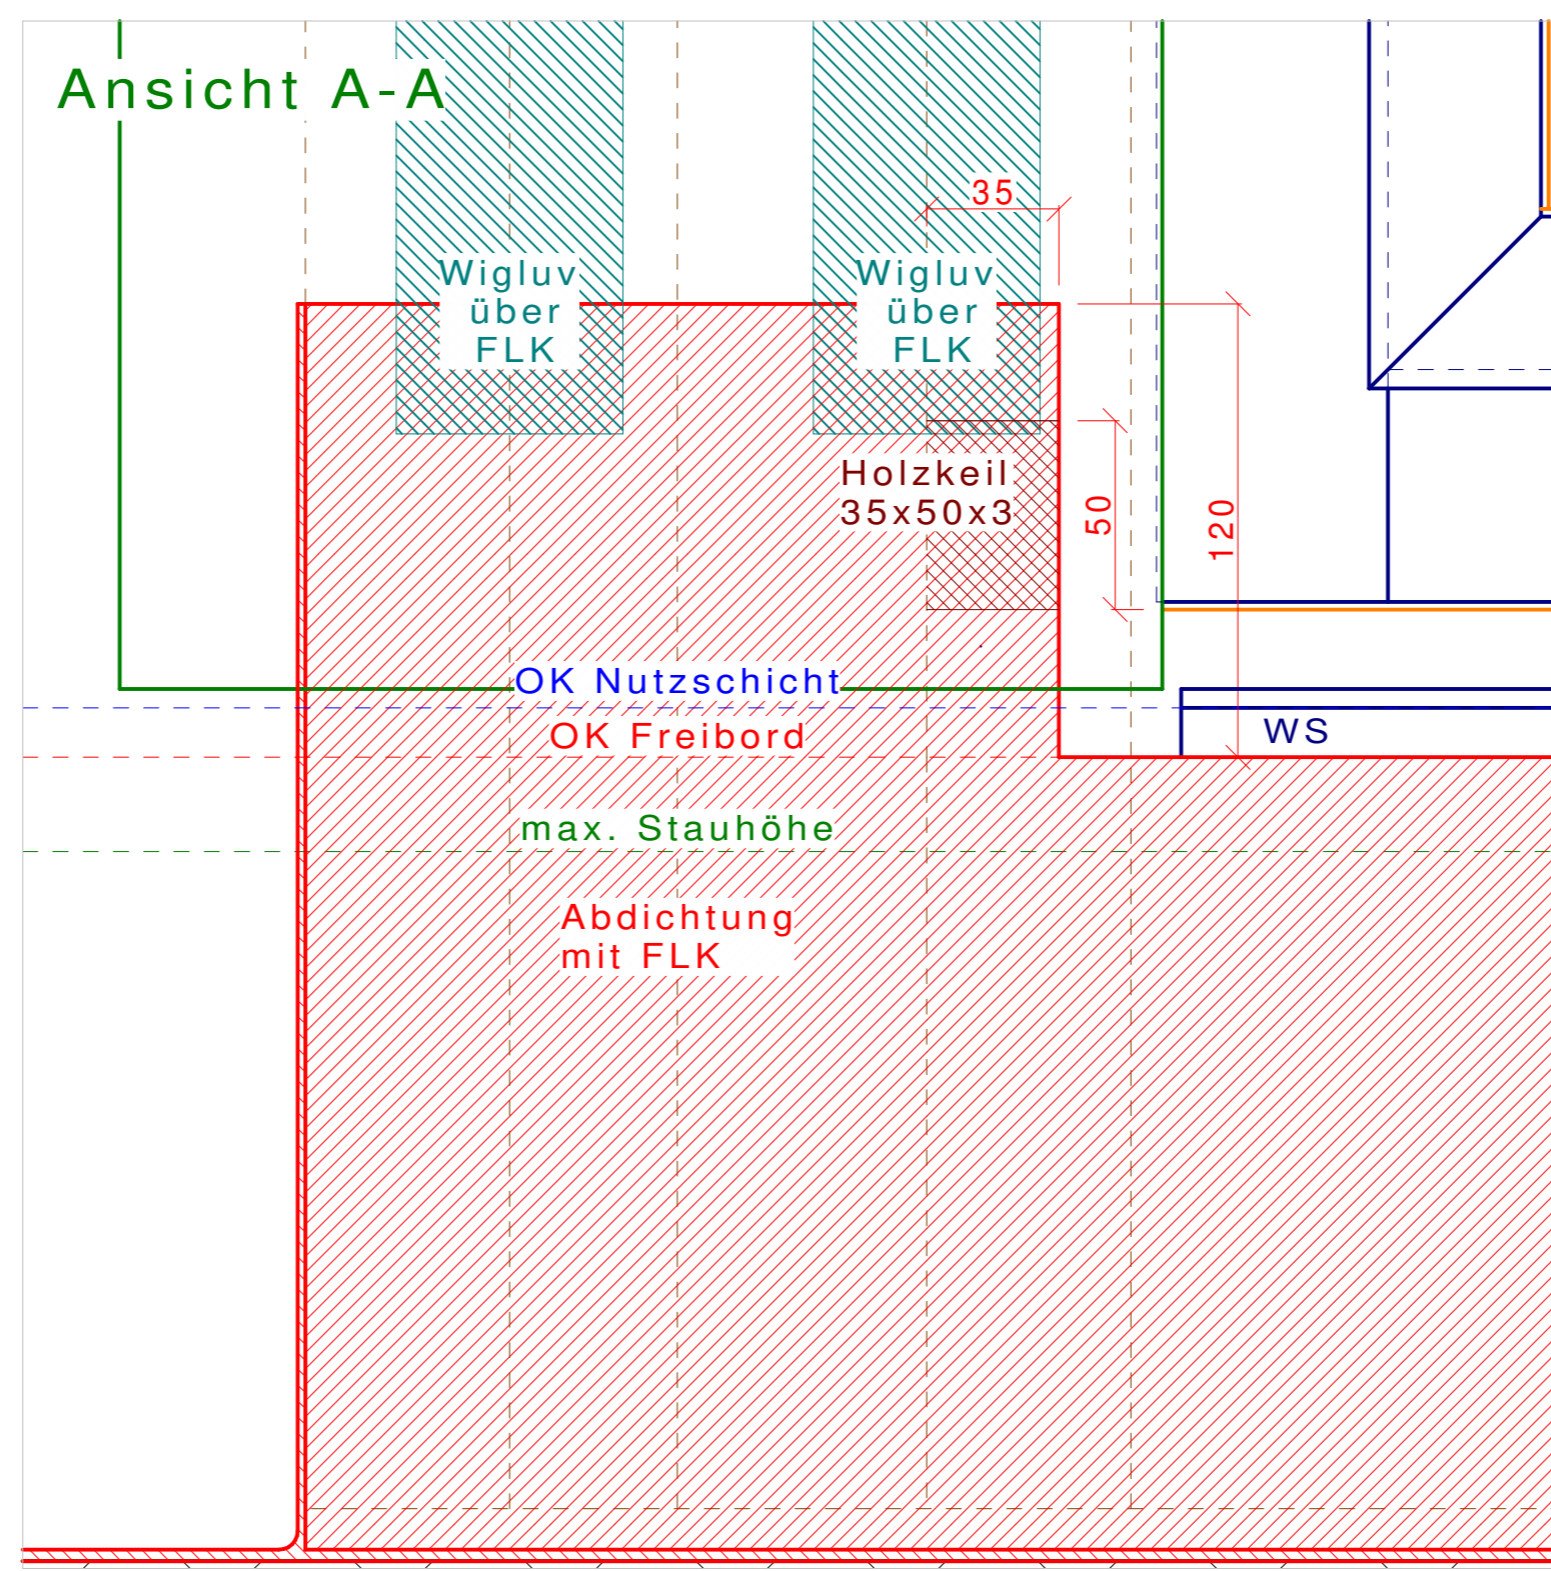 Ansicht A-A
35
Wigluv
über
FLK
Wigluv
über
FLK
Holzkeil
35x50x3
50
120
OK Nutzschicht
OK Freibord
WS
max. Stauhöhe
Abdichtung
mit FLK